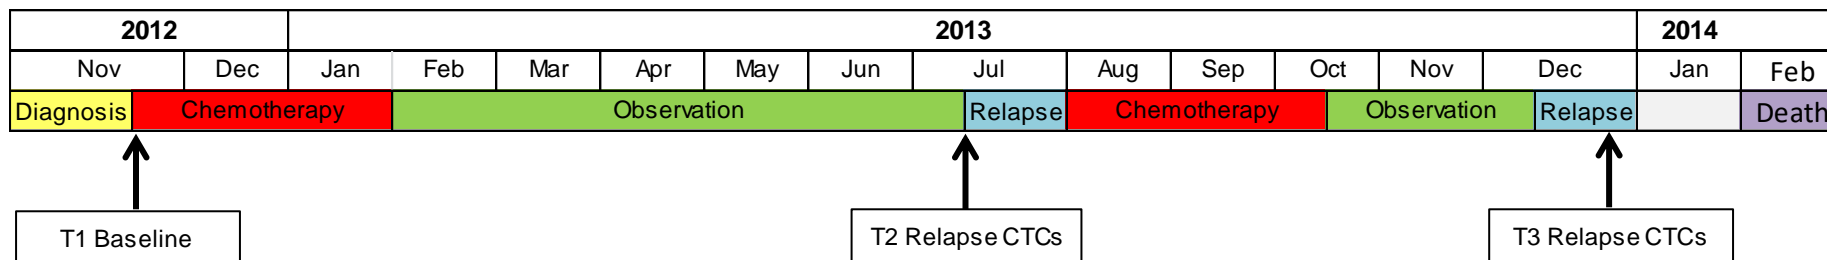 2012 2013 2014
Nov Dec Jan Feb Mar Apr May Jun Jul Aug Sep Oct Nov Dec Jan Feb
Diagnosis Chemotherapy Observation Relapse Chemotherapy Observation Relapse Death
T1 Baseline T2 Relapse CTCs T3 Relapse CTCs